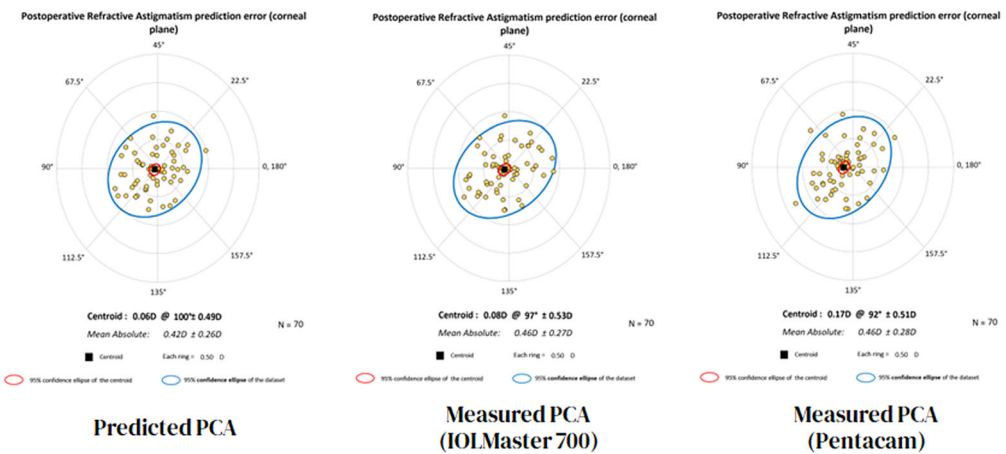 Postoperative Refractive Astigmatism prediction error (corneal
plane)
45°
67.5°
22.5°
90°
0, 180°
112.5°
157.5°
135°
Centroid : 0.06D @ 100°± 0.49D
Mean Absolute: 0.42D ± 0.26D
N = 70
Centroid
Each ring = 0.50 D
95% confidence ellipse of the centroid
95% confidence ellipse of the dataset
Predicted PCA
Postoperative Refractive Astigmatism prediction error (corneal
plane)
45°
67.5°
22.5°
90°
0, 180°
112.5°
157.5°
135°
Centroid : 0.08D @ 97° ± 0.53D
Mean Absolute: 0.46D ± 0.27D
N = 70
Centroid
Each ring = 0.50 D
95% confidence ellipse of the centroid
95% confidence ellipse of the dataset
Measured PCA
(IOLMaster 700)
Postoperative Refractive Astigmatism prediction error (corneal
plane)
45°
67.5°
22.5°
90°
0, 180°
112.5°
157.5°
135°
Centroid : 0.17D @ 92° ± 0.51D
Mean Absolute: 0.46D ± 0.28D
N = 70
Centroid
Each ring = 0.50 D
95% confidence ellipse of the centroid
95% confidence ellipse of the dataset
Measured PCA
(Pentacam)